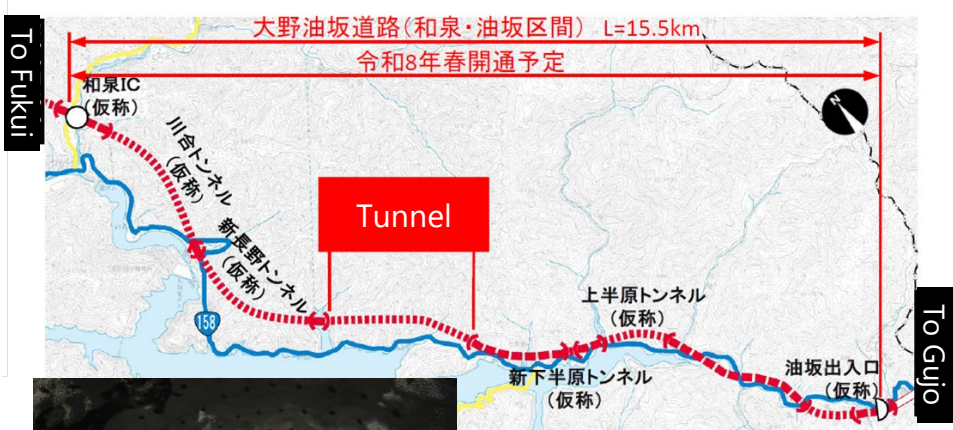 大野油坂道路(和泉・油坂区間) L=15.5km
令和8年春開通予定
To Fukui
和泉IC
(仮称)
川合トンネル
(仮称)
新長野トンネル
(仮称)
Tunnel
158
上半原トンネル
(仮称)
新下半原トンネル
(仮称)
油坂出入口
(仮称)
To Gujo